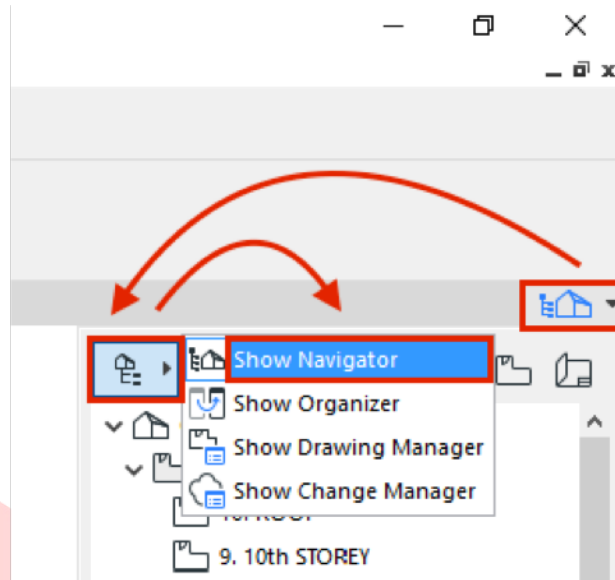 Show Navigator
Show Organizer
Show Drawing Manager
Show Change Manager
9. 10th STOREY